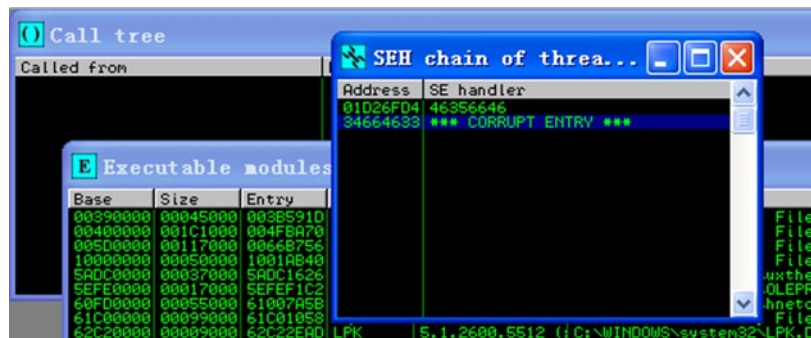 Call tree
Called from
SEH chain of threa...
Address SE handler
01D26FD4 46356646
34664633 *** CORRUPT ENTRY ***
E Executable modules
Base Size Entry
00390000 00045000 003B591D
00400000 001C1000 004FBA70 File
005D0000 00117000 0066B756 File
10000000 00050000 1001AB40 File
5ADC0000 00037000 5ADC1626 uxthe
5EFE0000 00017000 5EFEF1C2 OLEPR
60FD0000 00055000 61007A5B hnetc
61C00000 00099000 61C01058 File
62C20000 00009000 62C22EAD LPK 5.1.2600.5512 ( C:\WINDOWS\system32\LPK.